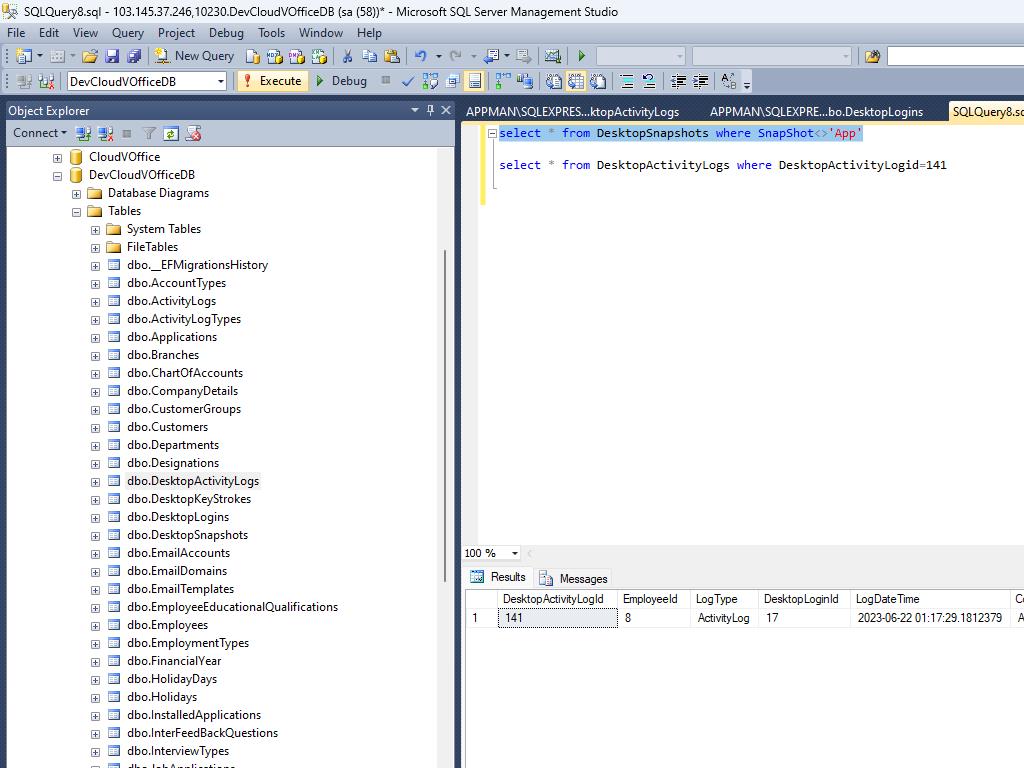 SQLQuery8.sql - 103.145.37.246,10230.DevCloudVOfficeDB (sa (58))* - Microsoft SQL Server Management Studio
File Edit View Query Project Debug Tools Window Help
New Query
DevCloudVOfficeDB Execute Debug
Object Explorer
Connect
CloudVOffice
DevCloudVOfficeDB
Database Diagrams
Tables
System Tables
FileTables
dbo.__EFMigrationsHistory
dbo.AccountTypes
dbo.ActivityLogs
dbo.ActivityLogTypes
dbo.Applications
dbo.Branches
dbo.ChartOfAccounts
dbo.CompanyDetails
dbo.CustomerGroups
dbo.Customers
dbo.Departments
dbo.Designations
dbo.DesktopActivityLogs
dbo.DesktopKeyStrokes
dbo.DesktopLogins
dbo.DesktopSnapshots
dbo.EmailAccounts
dbo.EmailDomains
dbo.EmailTemplates
dbo.EmployeeEducationalQualifications
dbo.Employees
dbo.EmploymentTypes
dbo.FinancialYear
dbo.HolidayDays
dbo.Holidays
dbo.InstalledApplications
dbo.InterFeedBackQuestions
dbo.InterviewTypes
APPMAN\SQLEXPRES...ktopActivityLogs APPMAN\SQLEXPRE...bo.DesktopLogins SQLQuery8.sq
select * from DesktopSnapshots where SnapShot<>'App'
select * from DesktopActivityLogs where DesktopActivityLogid=141
100 %
Results Messages
DesktopActivityLogId EmployeeId LogType DesktopLoginId LogDateTime
1 141 8 ActivityLog 17 2023-06-22 01:17:29.1812379